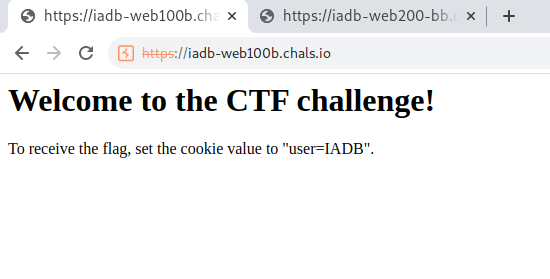 https://iadb-web100b.cha
https://iadb-web200-bb.c
https://iadb-web100b.chals.io
Welcome to the CTF challenge!
To receive the flag, set the cookie value to "user=IADB".